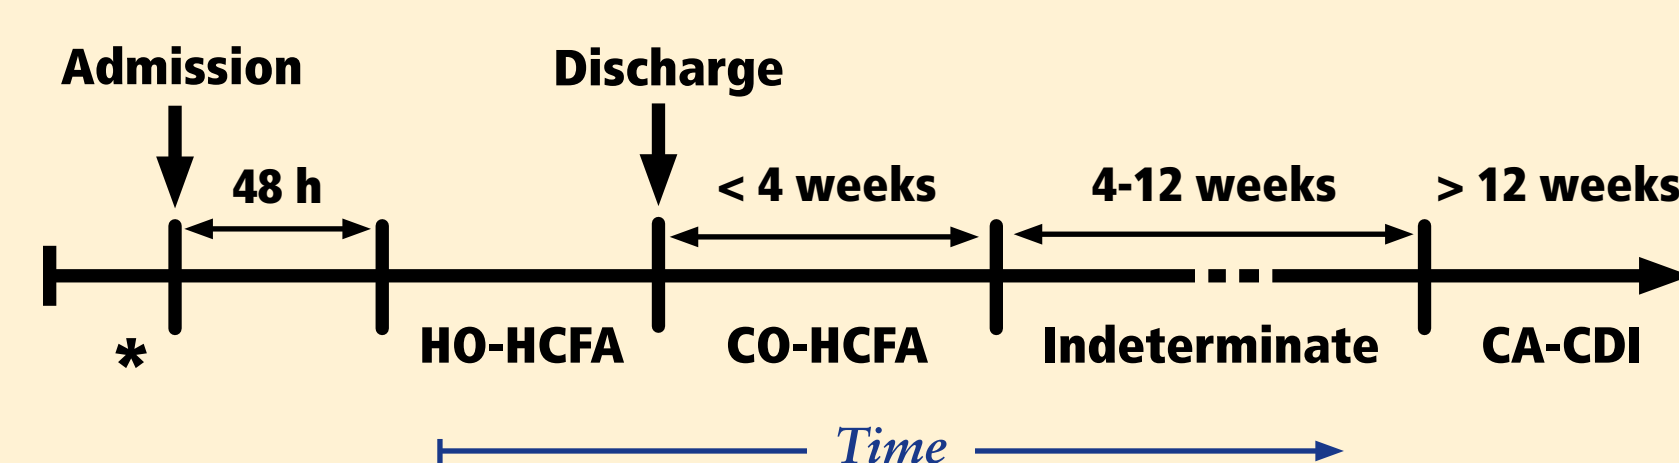 Admission
Discharge
48 h
< 4 weeks
4-12 weeks
> 12 weeks
*
HO-HCFA
CO-HCFA
Indeterminate
CA-CDI
Time